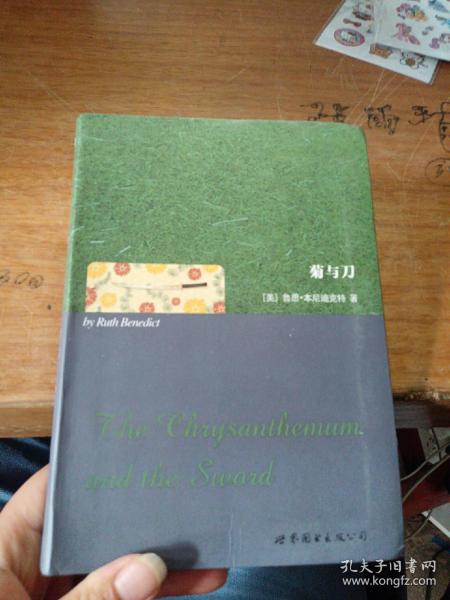 菊与刀
[美] 鲁思·本尼迪克特 著
by Ruth Benedict
The Chrysanthemum
and the Sword
世界图书出版公司
孔夫子旧书网
www.kongfz.com